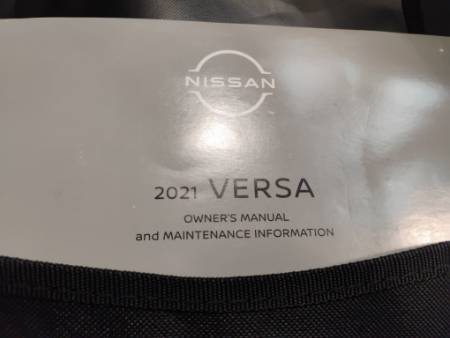 NISSAN
2021 VERSA
OWNER'S MANUAL
and MAINTENANCE INFORMATION